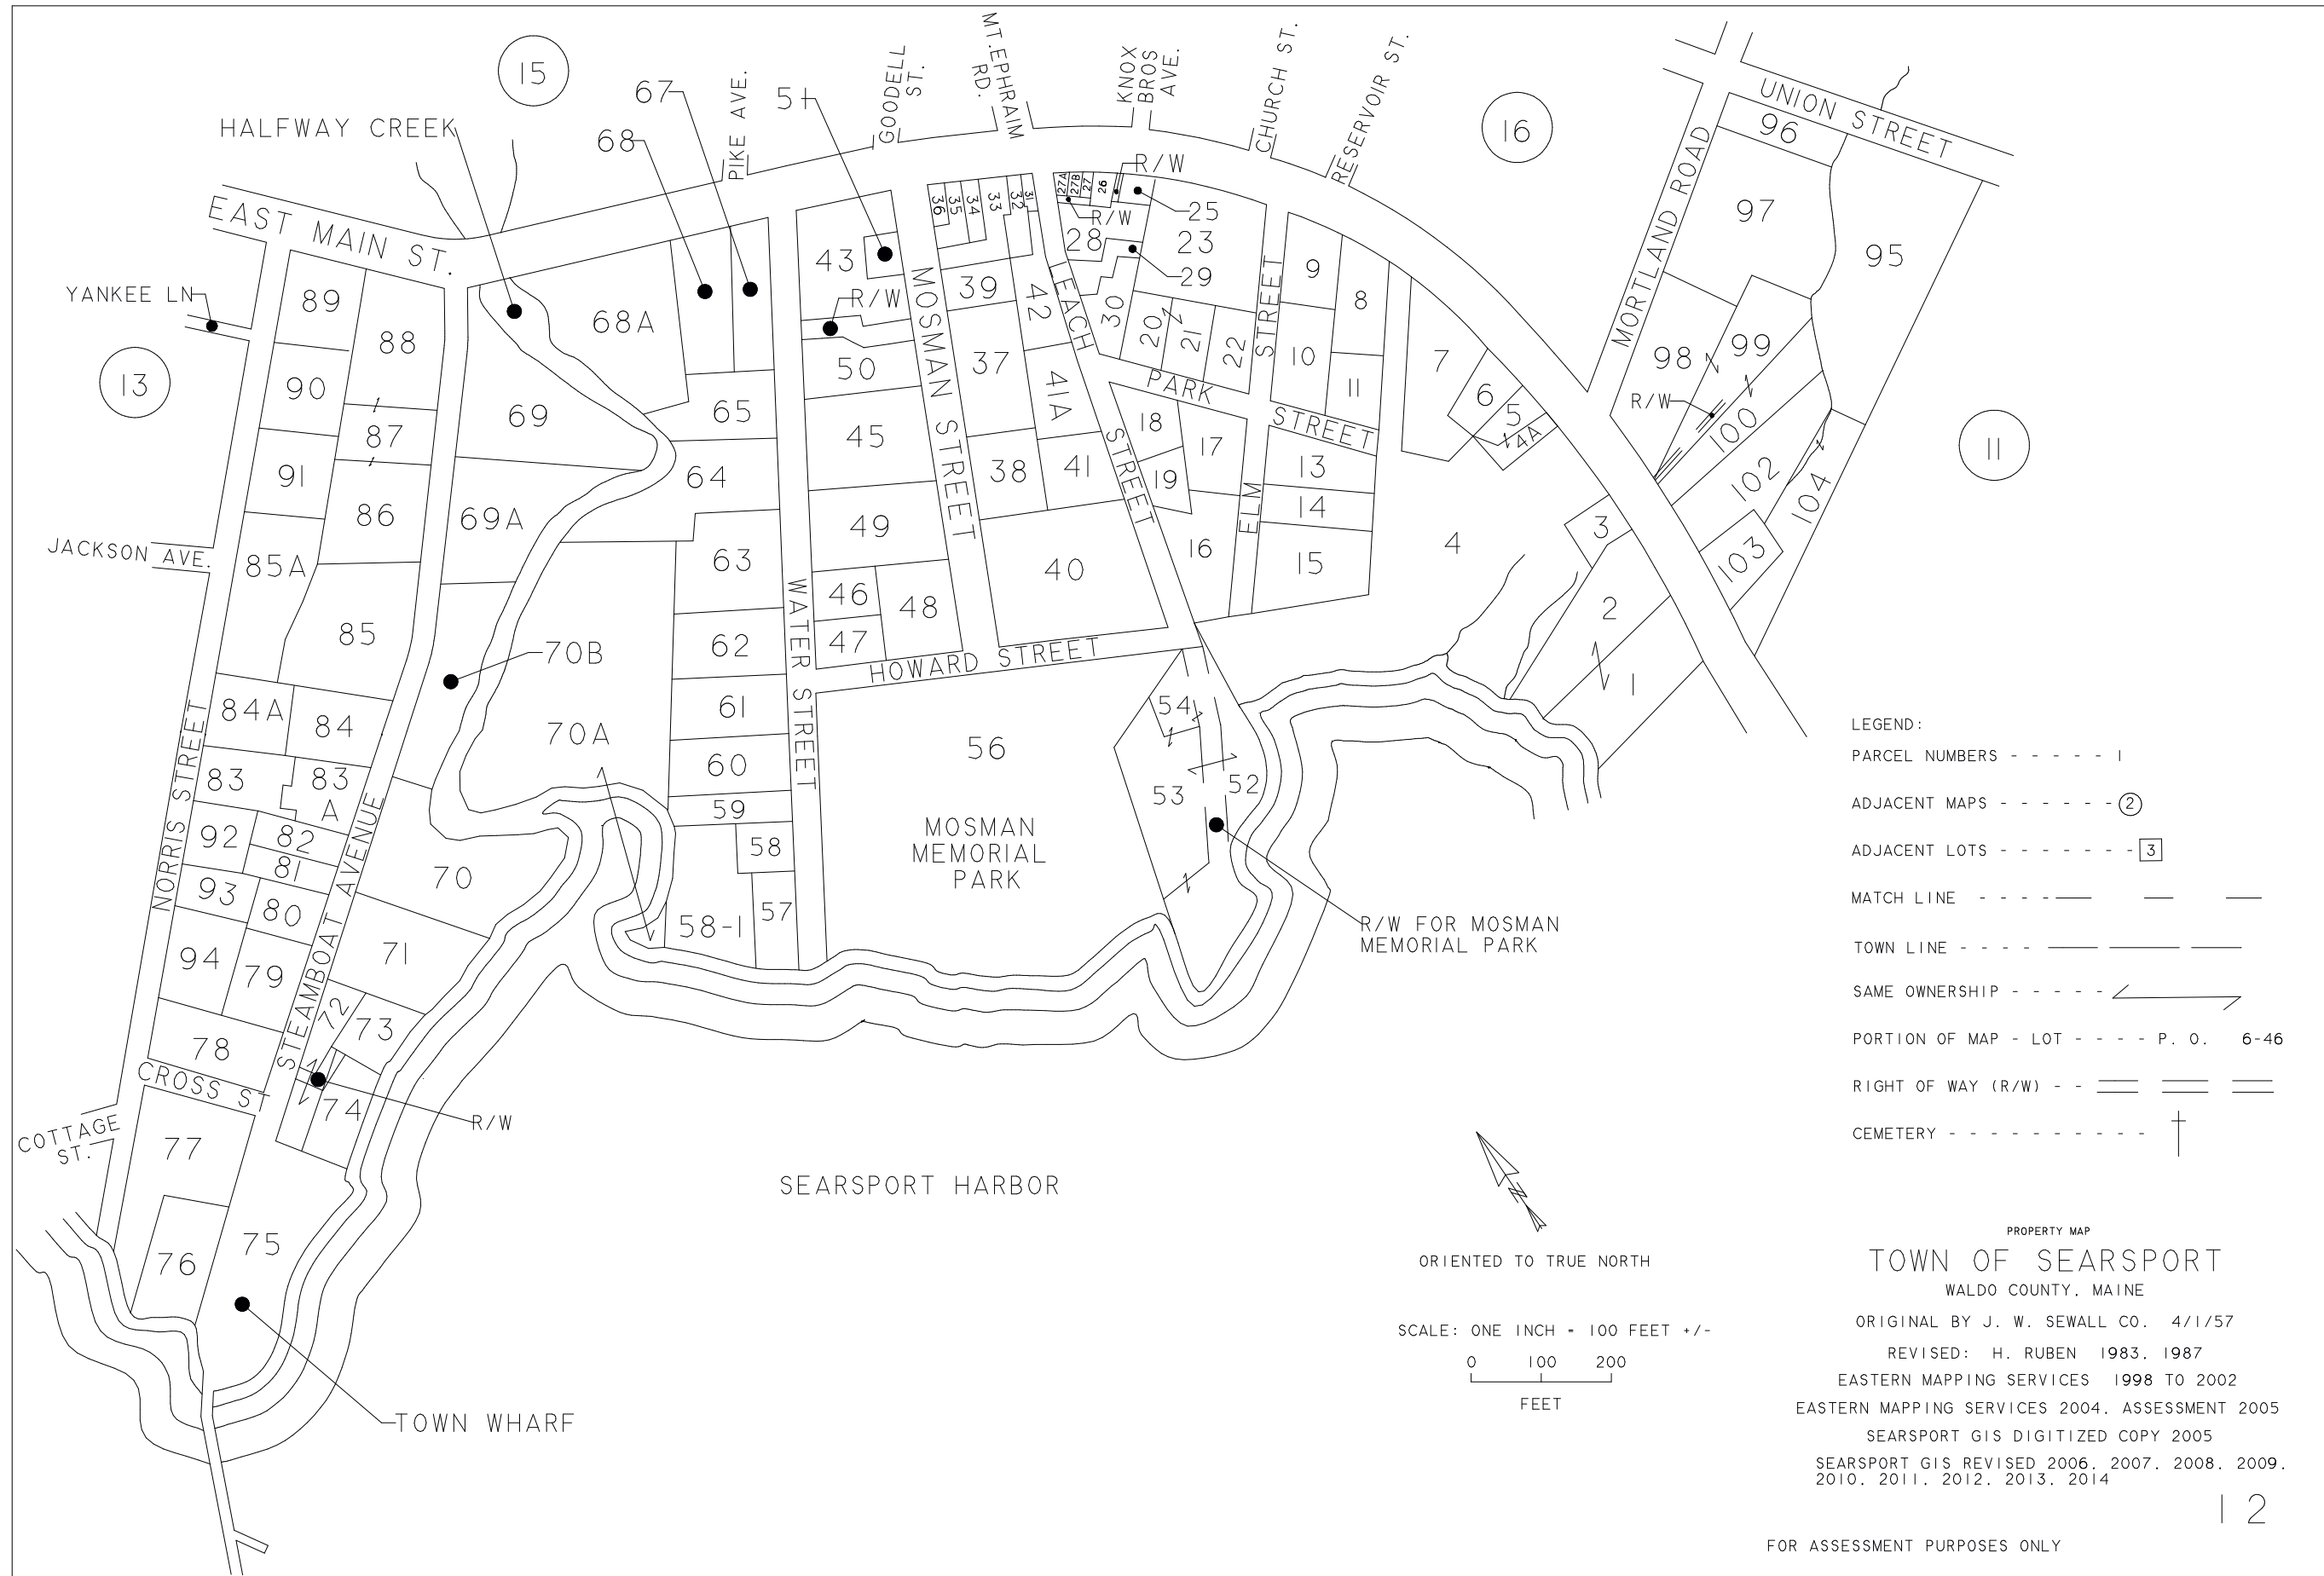 15
HALFWAY CREEK
68
67
PIKE AVE.
51
GOODELL
ST.
MT.EPHRAIM
RD.
KNOX
BROS
AVE.
CHURCH ST.
RESERVOIR ST.
16
UNION STREET
96
MORTLAND ROAD
97
95
98
99
R/W
100
102
104
103
11
EAST MAIN ST.
YANKEE LN
13
JACKSON AVE.
89
90
91
88
87
86
85A
85
84A
84
83
83
A
92
82
81
93
80
94
79
78
NORRIS STREET
STEAMBOAT AVENUE
CROSS ST
COTTAGE
ST.
77
76
75
TOWN WHARF
68A
69
69A
70B
70A
70
71
72
73
74
R/W
65
64
63
62
61
60
59
58
58-1
57
WATER STREET
43
R/W
50
45
49
46
47
48
MOSMAN STREET
36
35
34
33
32
31
39
42
37
41A
38
41
40
LEACH
STREET
HOWARD STREET
27A
27B
27
26
R/W
25
R/W
28
23
29
30
20
21
22
PARK
STREET
18
19
17
16
ELM
STREET
9
8
10
11
13
14
15
7
6
5
4A
4
3
2
1
56
MOSMAN
MEMORIAL
PARK
54
53
52
R/W FOR MOSMAN
MEMORIAL PARK
SEARSPORT HARBOR
ORIENTED TO TRUE NORTH
SCALE: ONE INCH = 100 FEET +/-
0 100 200
FEET
LEGEND:
PARCEL NUMBERS - - - - - 1
ADJACENT MAPS - - - - - - 2
ADJACENT LOTS - - - - - - - 3
MATCH LINE - - - -
TOWN LINE - - - -
SAME OWNERSHIP - - - - -
PORTION OF MAP - LOT - - - - P. O. 6-46
RIGHT OF WAY (R/W) - -
CEMETERY - - - - - - - - - -
PROPERTY MAP
TOWN OF SEARSPORT
WALDO COUNTY, MAINE
ORIGINAL BY J. W. SEWALL CO. 4/1/57
REVISED: H. RUBEN 1983, 1987
EASTERN MAPPING SERVICES 1998 TO 2002
EASTERN MAPPING SERVICES 2004, ASSESSMENT 2005
SEARSPORT GIS DIGITIZED COPY 2005
SEARSPORT GIS REVISED 2006, 2007, 2008, 2009,
2010, 2011, 2012, 2013, 2014
12
FOR ASSESSMENT PURPOSES ONLY